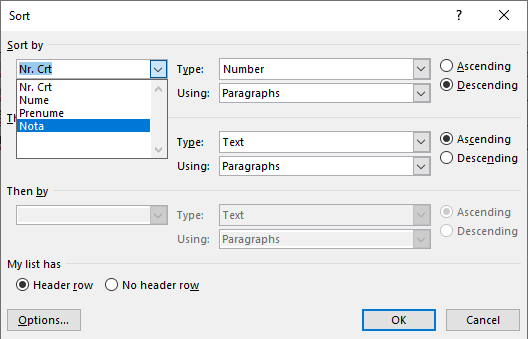 Sort
Sort by
Nr. Crt Type: Number Ascending
Using: Paragraphs Descending
Nr. Crt
Nume
Prenume
Nota
Th
Type: Text Ascending
Using: Paragraphs Descending
Then by
Type: Text Ascending
Using: Paragraphs Descending
My list has
Header row No header row
Options... OK Cancel